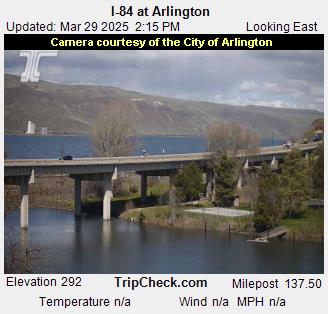 I-84 at Arlington
Updated: Mar 29 2025 2:15 PM Looking East
Camera courtesy of the City of Arlington
Elevation 292 TripCheck.com Milepost 137.50
Temperature n/a Wind n/a MPH n/a